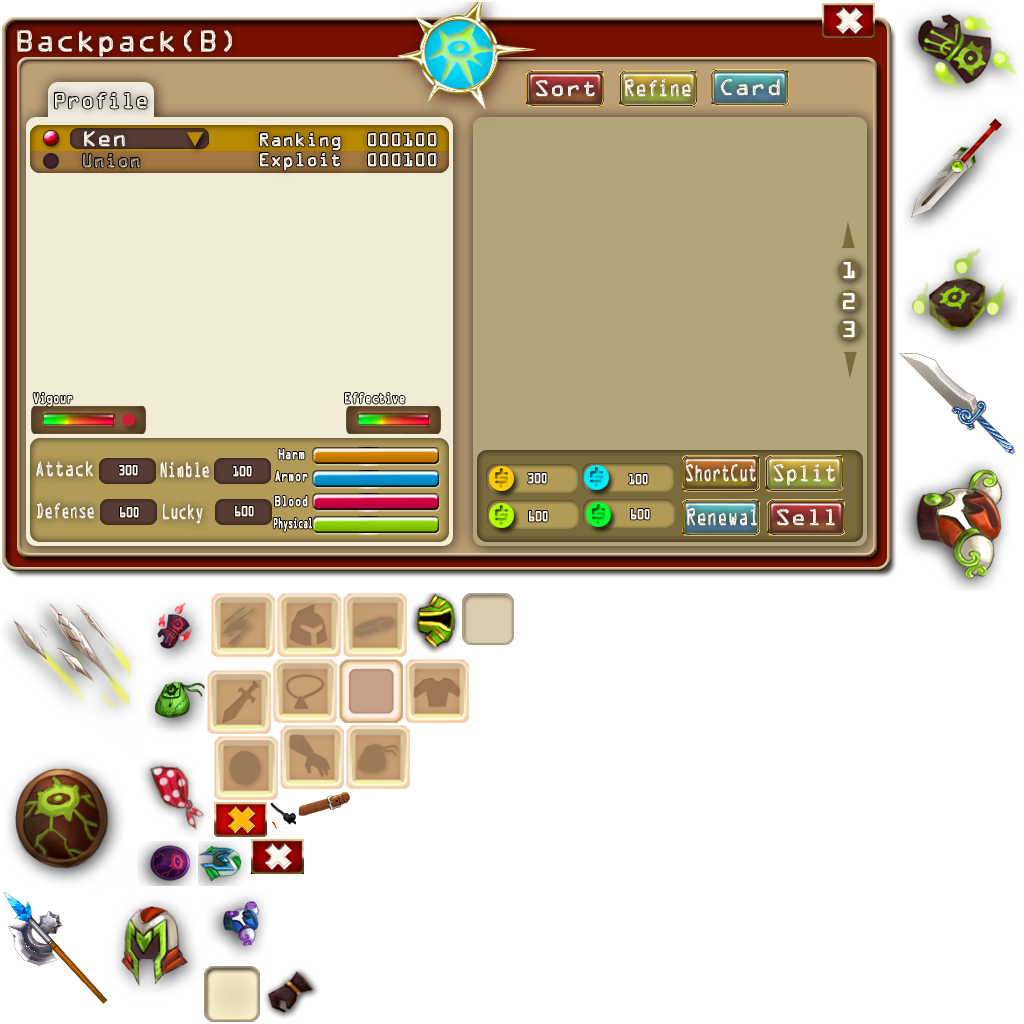 Backpack(B)
Sort Refine Card
Profile
Ken Ranking 000100
Union Exploit 000100
1
2
3
Vigour Effective
Attack 300 Nimble 100
Defense 600 Lucky 600
Harm
Armor
Blood
Physical
300 100 ShortCut Split
600 600 Renewal Sell